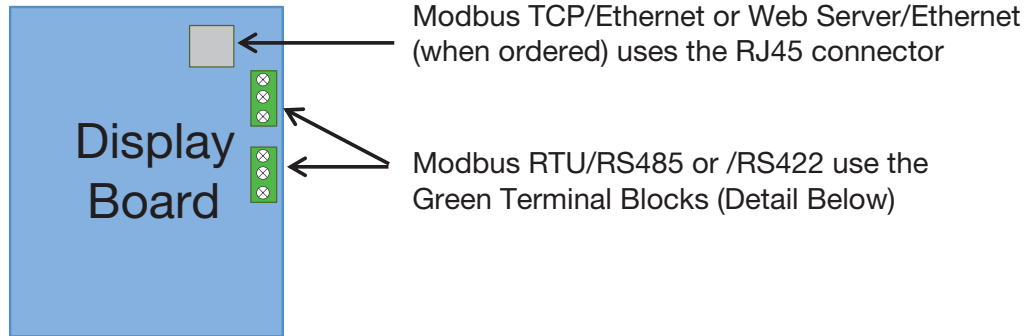 Modbus TCP/Ethernet or Web Server/Ethernet
(when ordered) uses the RJ45 connector
Display
Board
Modbus RTU/RS485 or /RS422 use the
Green Terminal Blocks (Detail Below)